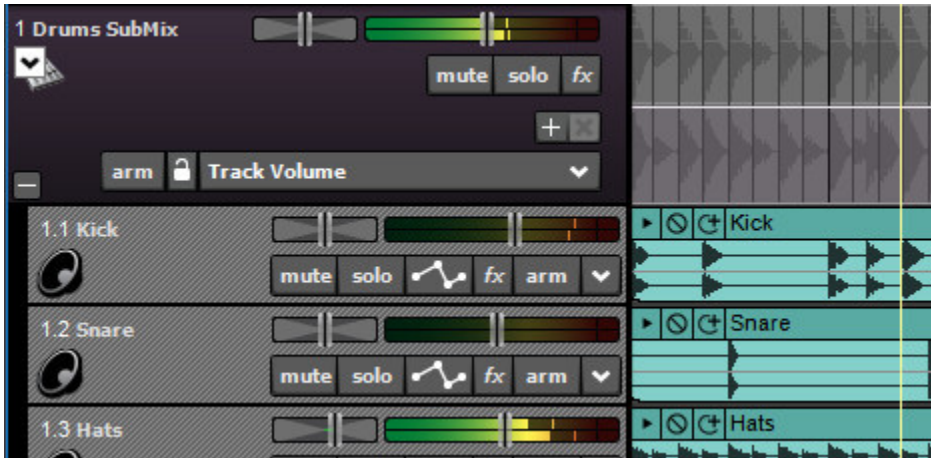 1 Drums SubMix
mute solo fx
arm Track Volume
1.1 Kick
mute solo fx arm
Kick
1.2 Snare
mute solo fx arm
Snare
1.3 Hats
Hats